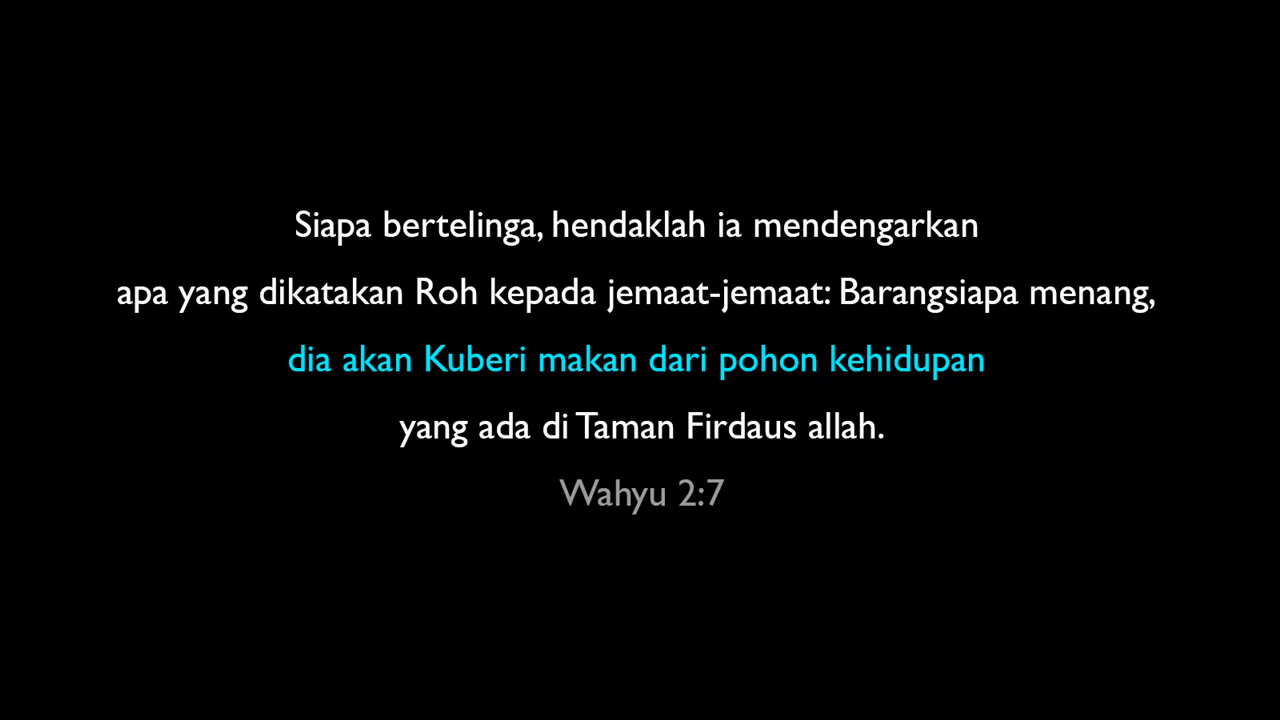 Siapa bertelinga, hendaklah ia mendengarkan
apa yang dikatakan Roh kepada jemaat-jemaat: Barangsiapa menang,
dia akan Kuberi makan dari pohon kehidupan
yang ada di Taman Firdaus allah.
Wahyu 2:7